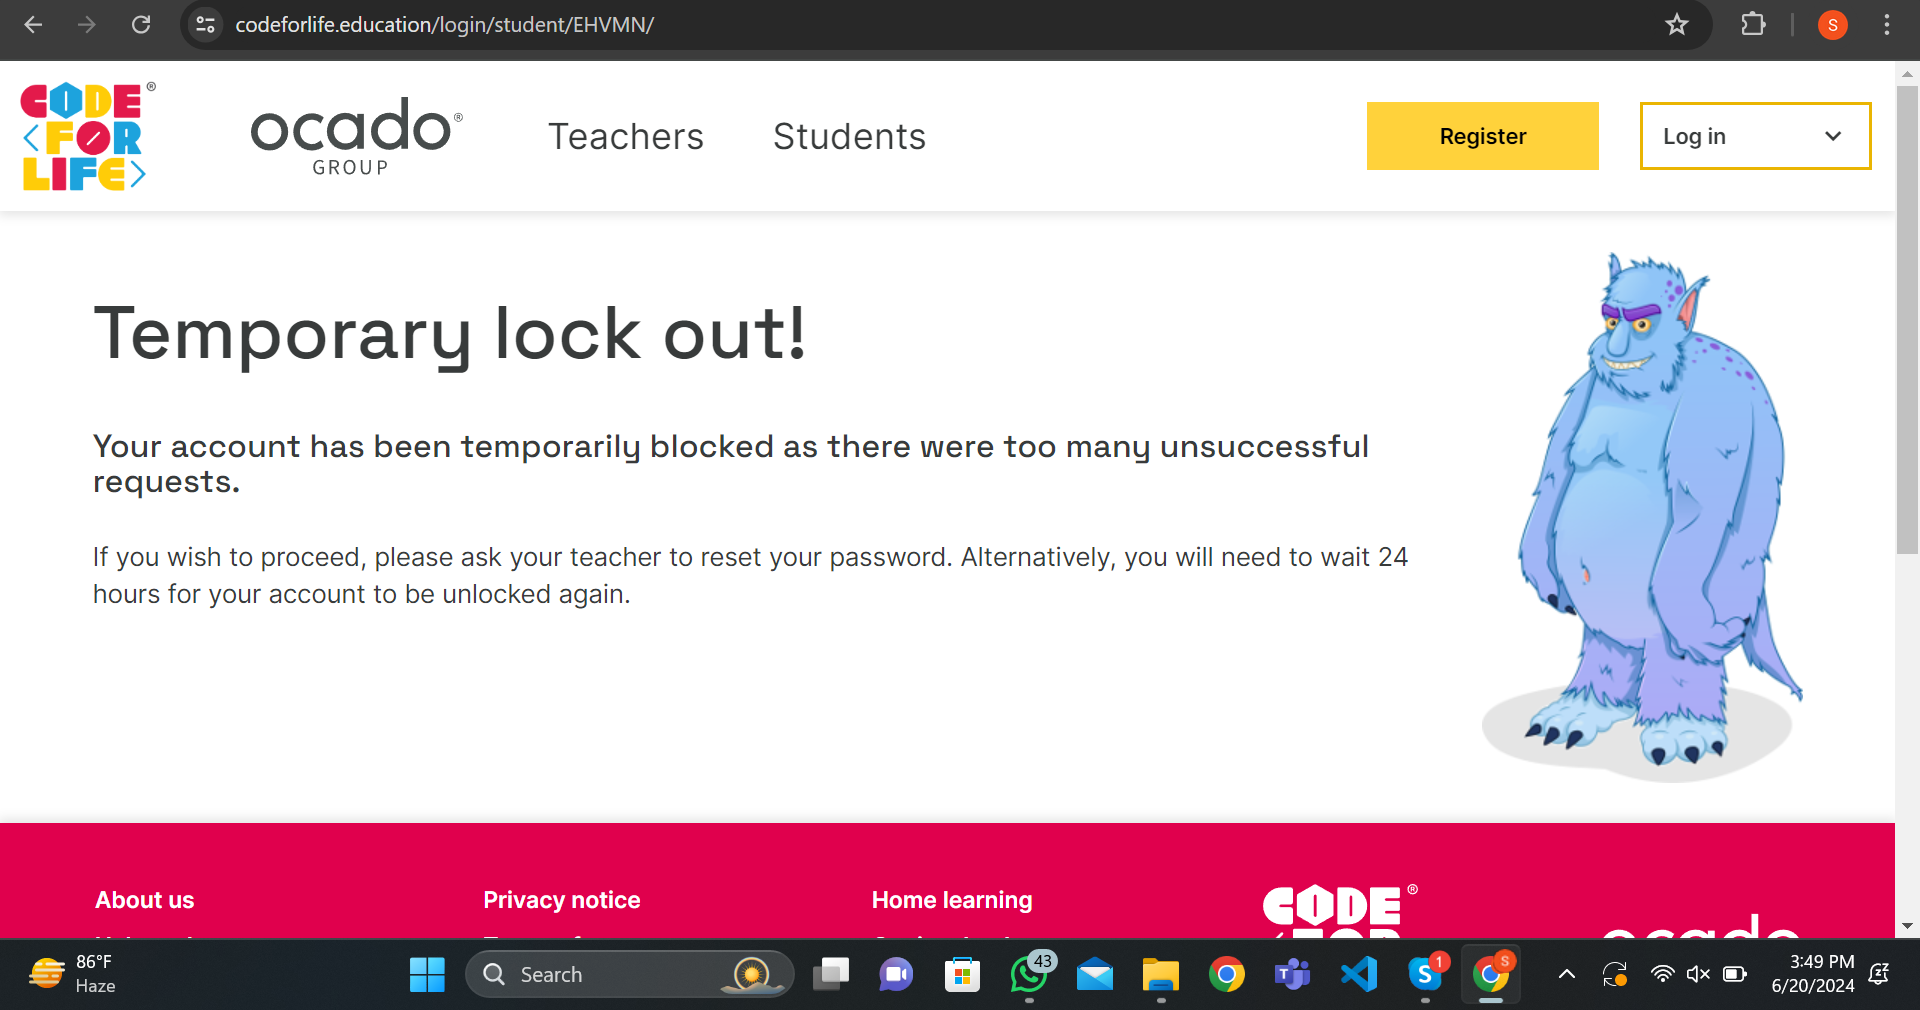 codeforlife.education/login/student/EHVMN/
S
CODE®
<FOR
LIFE>
ocado®
GROUP
Teachers
Students
Register
Log in
Temporary lock out!
Your account has been temporarily blocked as there were too many unsuccessful
requests.
If you wish to proceed, please ask your teacher to reset your password. Alternatively, you will need to wait 24
hours for your account to be unlocked again.
About us
Privacy notice
Home learning
CODE®
FOR
ocado
86°F
Haze
Search
43
T
S
1
S
3:49 PM
6/20/2024